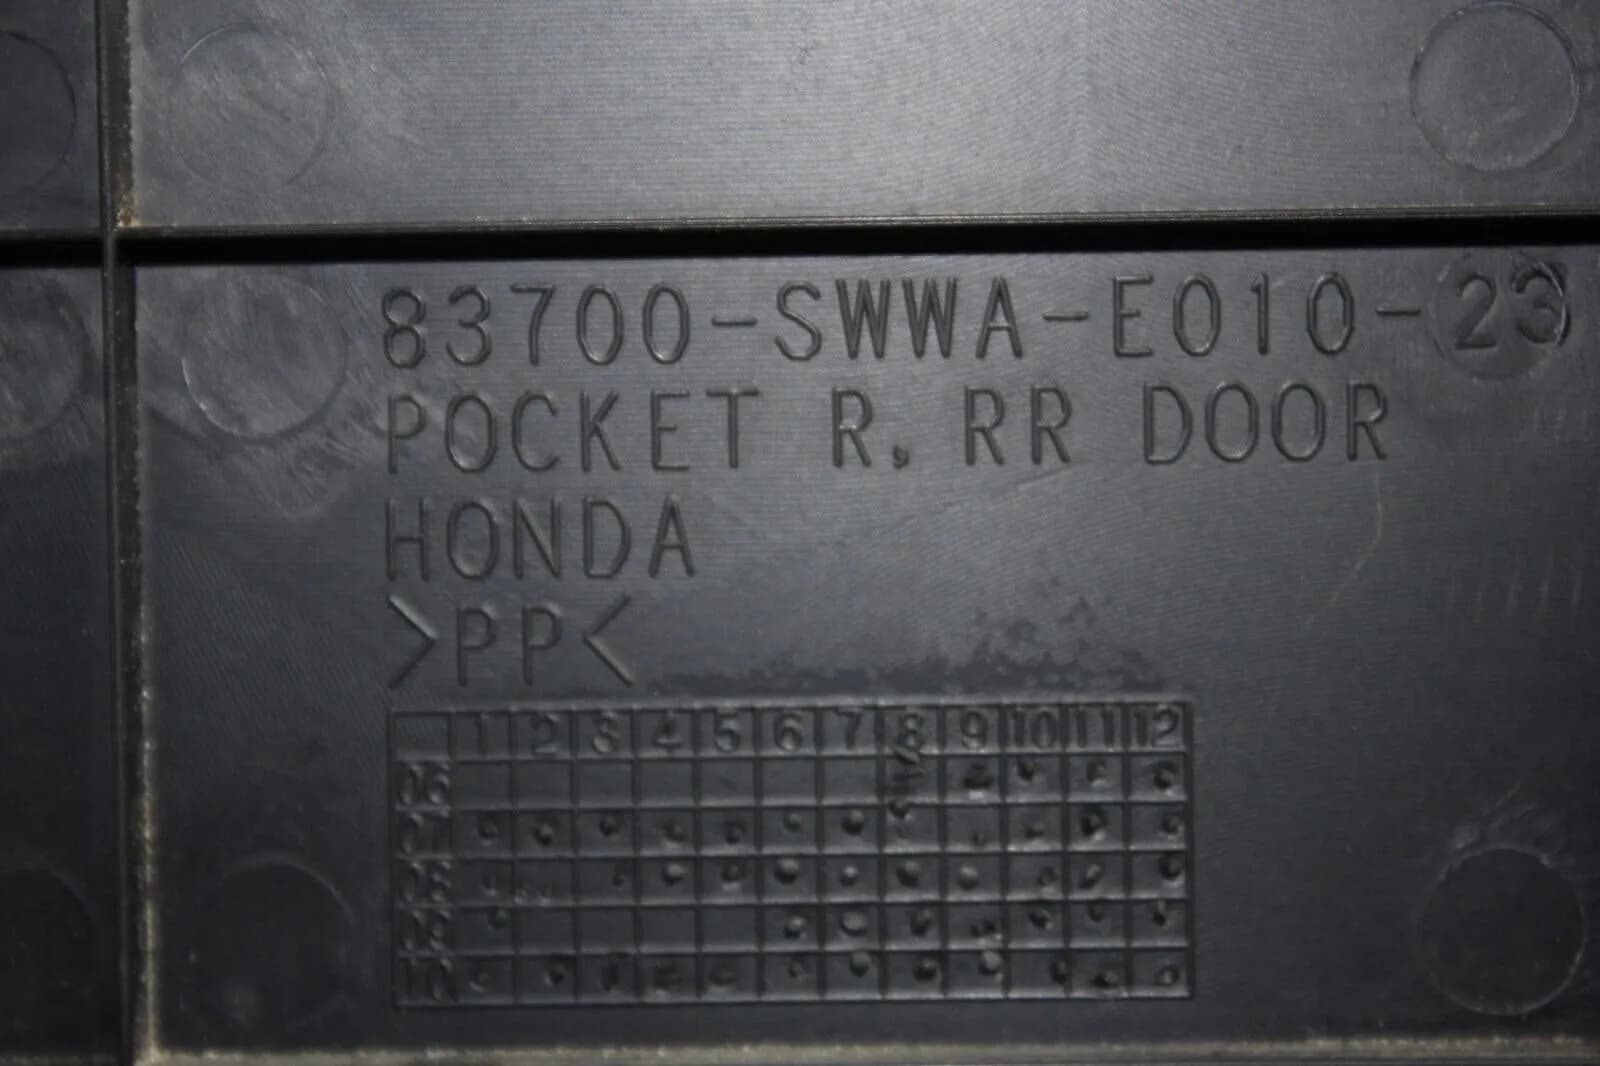 83700-SWWA-E010-23
POCKET R, RR DOOR
HONDA
>PP<
1 2 3 4 5 6 7 8 9 10 11 12
06
07
08
09
10